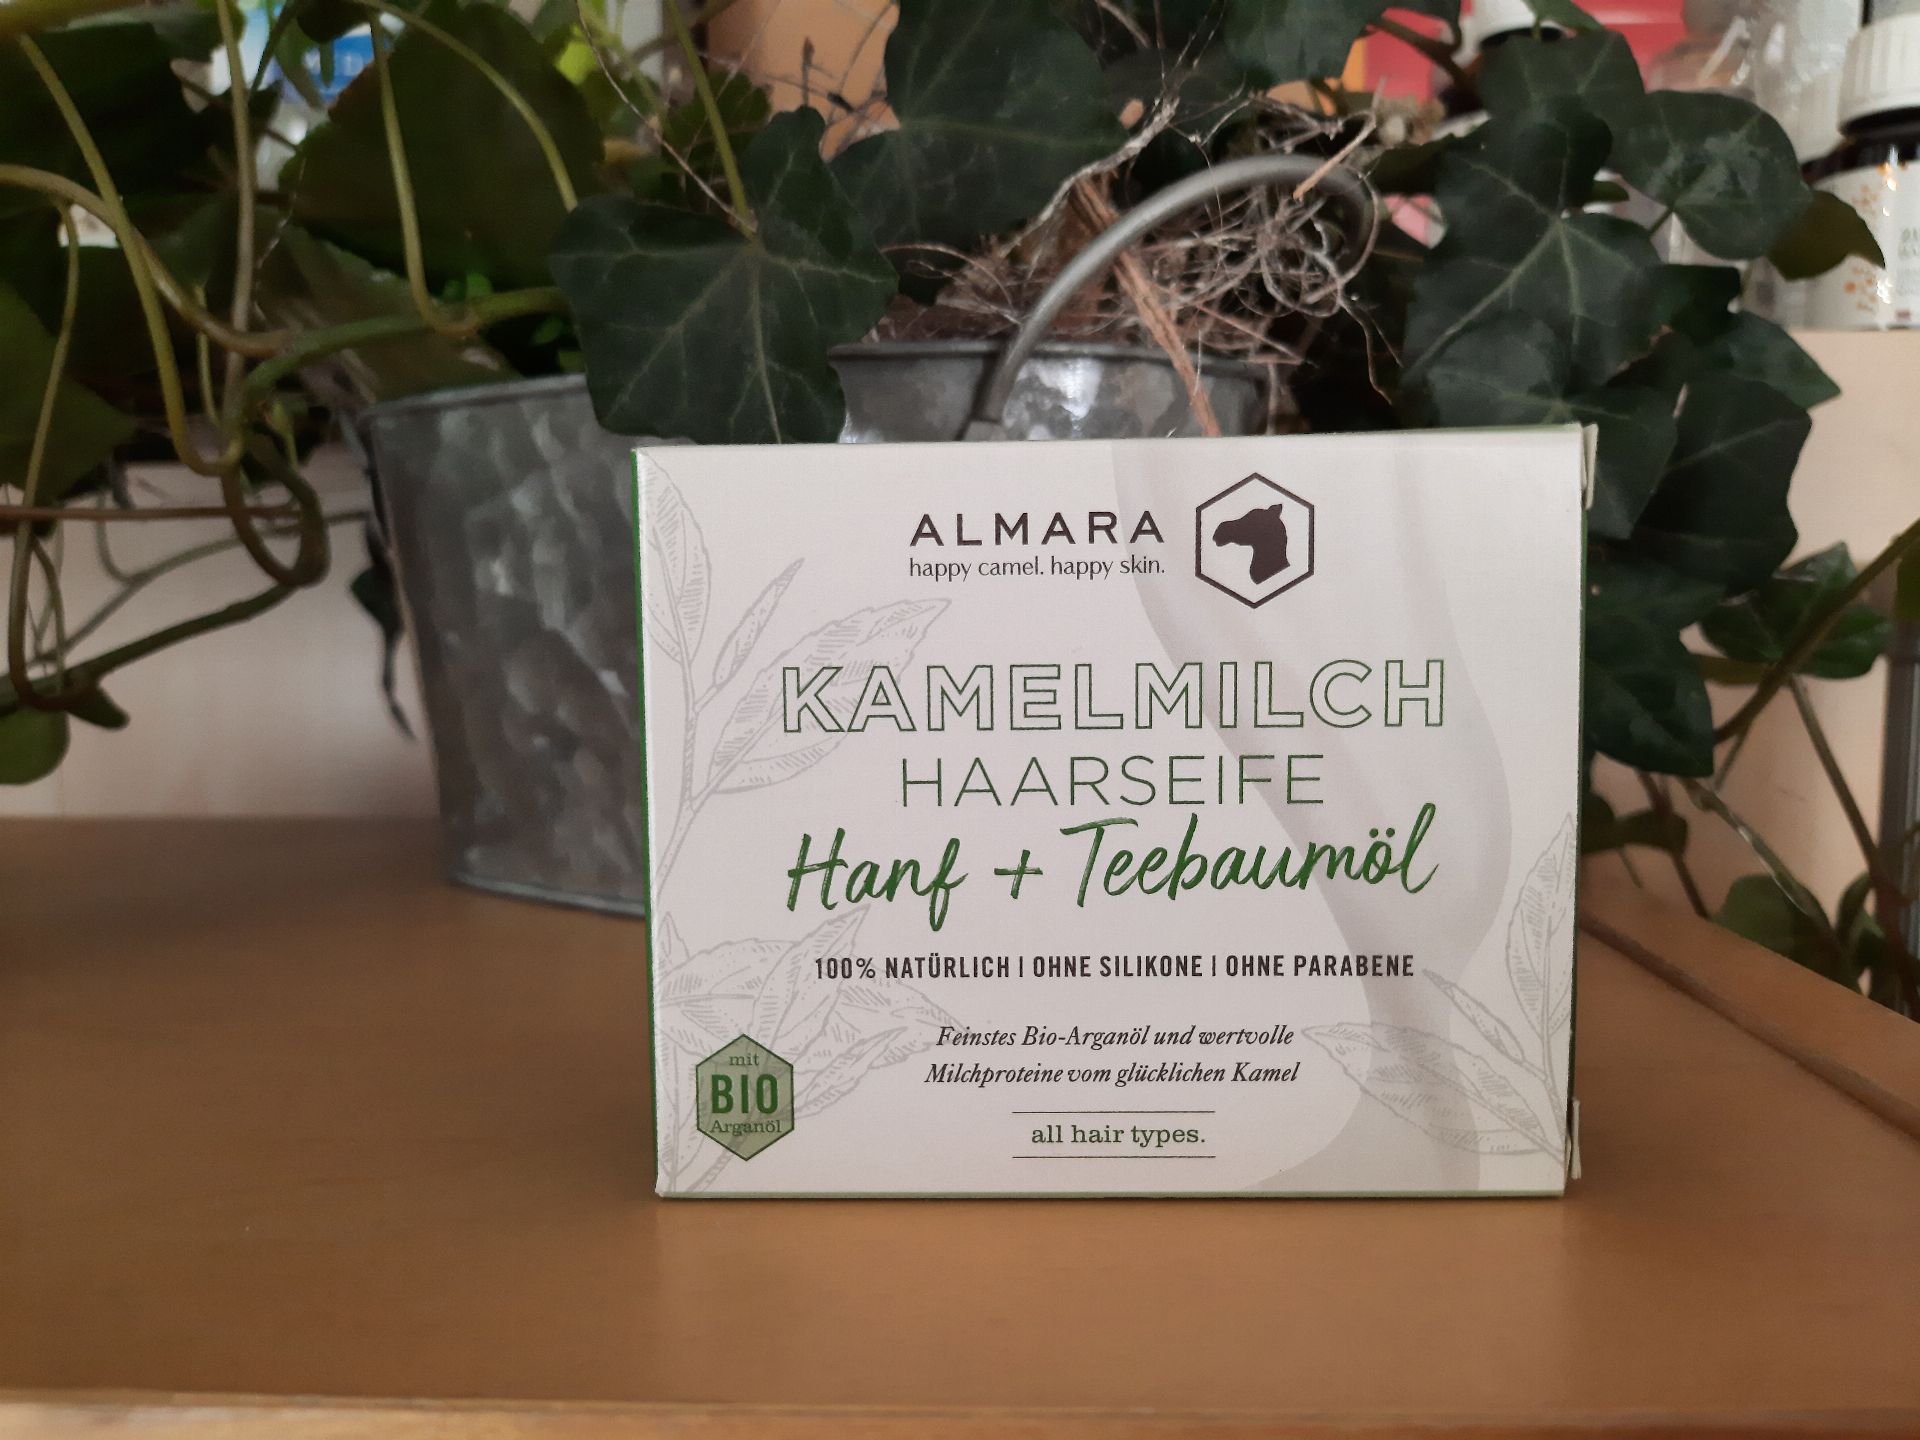 ALMARA
happy camel. happy skin.
KAMELMILCH
HAARSEIFE
Hanf + Teebaumöl
100% NATÜRLICH | OHNE SILIKONE | OHNE PARABENE
Feinstes Bio-Arganöl und wertvolle
Milchproteine vom glücklichen Kamel
mit
BIO
Arganöl
all hair types.